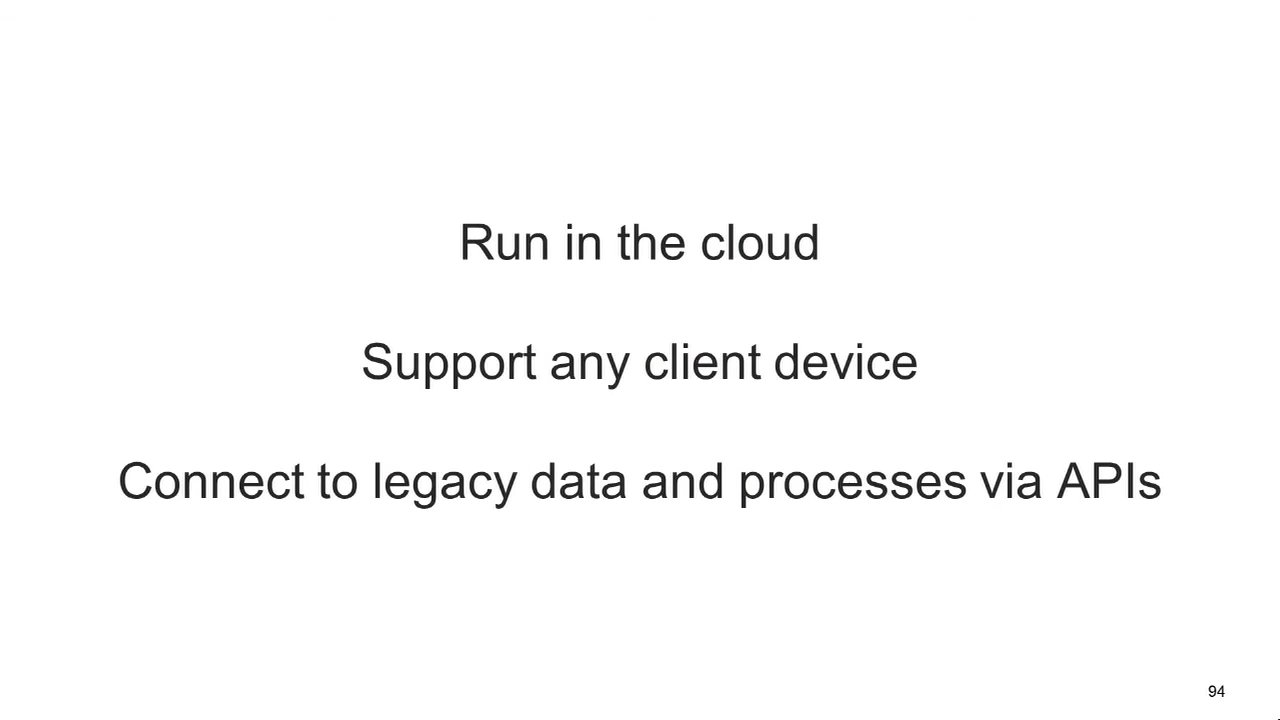 Run in the cloud
Support any client device
Connect to legacy data and processes via APIs
94